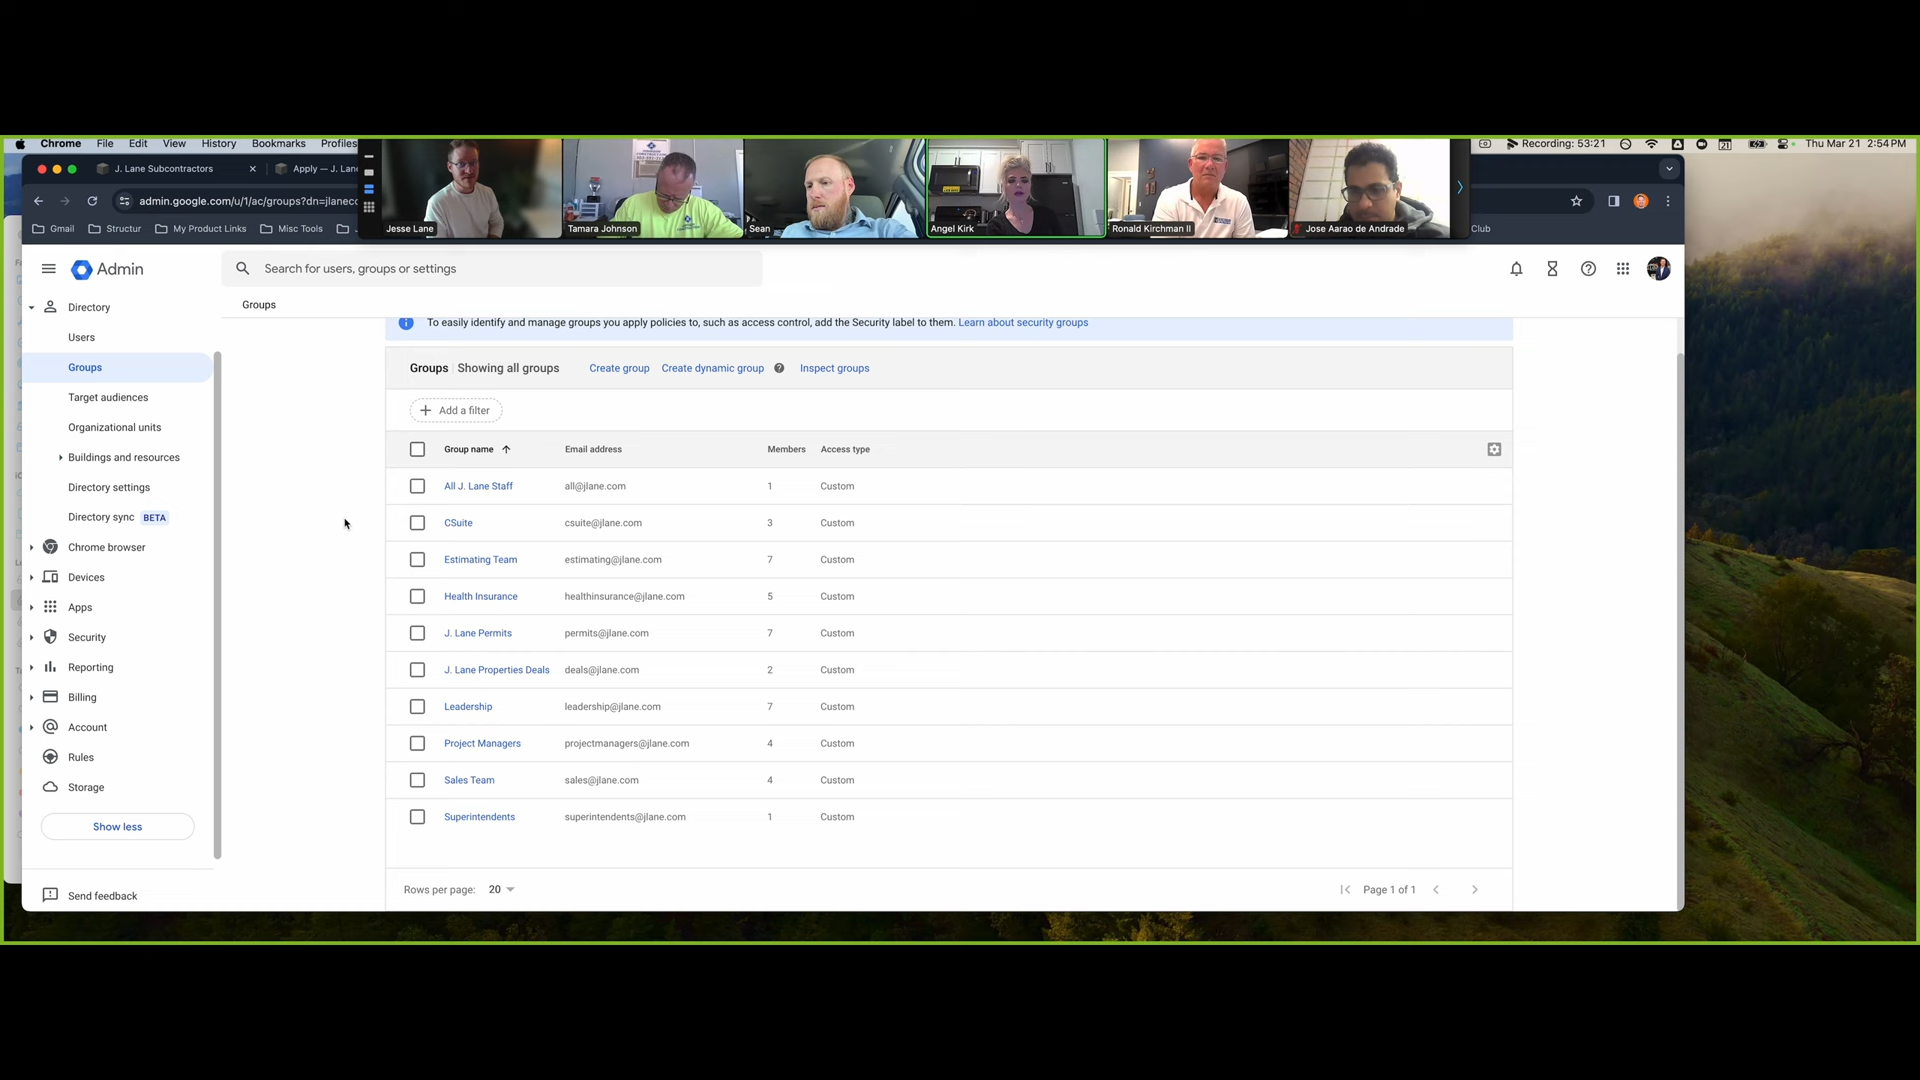 Chrome File Edit View History Bookmarks Profiles
Recording: 53:21
21
Thu Mar 21 2:54 PM
J. Lane Subcontractors
Apply — J. Lan
admin.google.com/u/1/ac/groups?dn=jlanecc
Gmail Structur My Product Links Misc Tools
Club
Jesse Lane
Tamara Johnson
Sean
Angel Kirk
Ronald Kirchman II
Jose Aarao de Andrade
Admin
Search for users, groups or settings
Groups
Directory
Users
Groups
Target audiences
Organizational units
Buildings and resources
Directory settings
Directory sync BETA
Chrome browser
Devices
Apps
Security
Reporting
Billing
Account
Rules
Storage
Show less
Send feedback
To easily identify and manage groups you apply policies to, such as access control, add the Security label to them. Learn about security groups
Groups | Showing all groups Create group Create dynamic group Inspect groups
+ Add a filter
Group name Email address Members Access type
All J. Lane Staff all@jlane.com 1 Custom
CSuite csuite@jlane.com 3 Custom
Estimating Team estimating@jlane.com 7 Custom
Health Insurance healthinsurance@jlane.com 5 Custom
J. Lane Permits permits@jlane.com 7 Custom
J. Lane Properties Deals deals@jlane.com 2 Custom
Leadership leadership@jlane.com 7 Custom
Project Managers projectmanagers@jlane.com 4 Custom
Sales Team sales@jlane.com 4 Custom
Superintendents superintendents@jlane.com 1 Custom
Rows per page: 20
Page 1 of 1